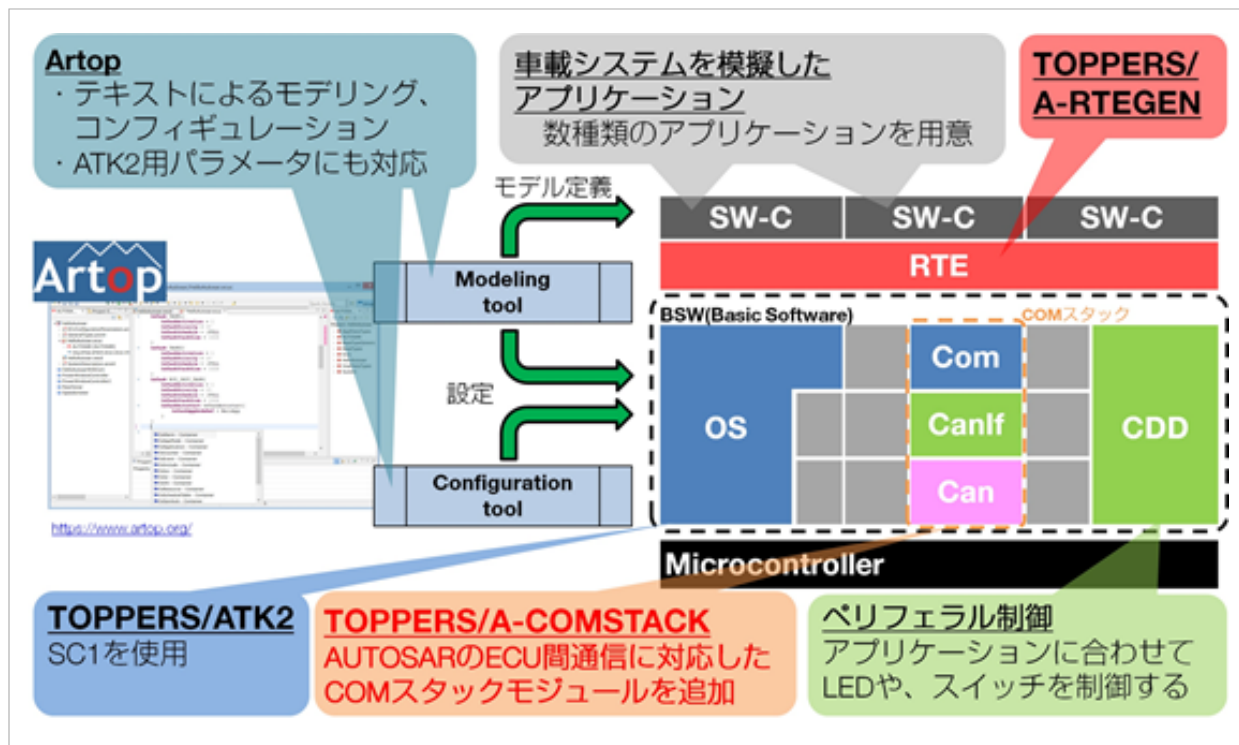 Artop
・テキストによるモデリング、
コンフィギュレーション
・ATK2用パラメータにも対応
車載システムを模擬した
アプリケーション
数種類のアプリケーションを用意
TOPPERS/
A-RTEGEN
モデル定義
SW-C
SW-C
SW-C
RTE
Artop
Modeling
tool
BSW(Basic Software)
COMスタック
Com
設定
OS
CanIf
CDD
Configuration
tool
Can
https://www.artop.org/
Microcontroller
TOPPERS/ATK2
SC1を使用
TOPPERS/A-COMSTACK
AUTOSARのECU間通信に対応した
COMスタックモジュールを追加
ペリフェラル制御
アプリケーションに合わせて
LEDや、スイッチを制御する